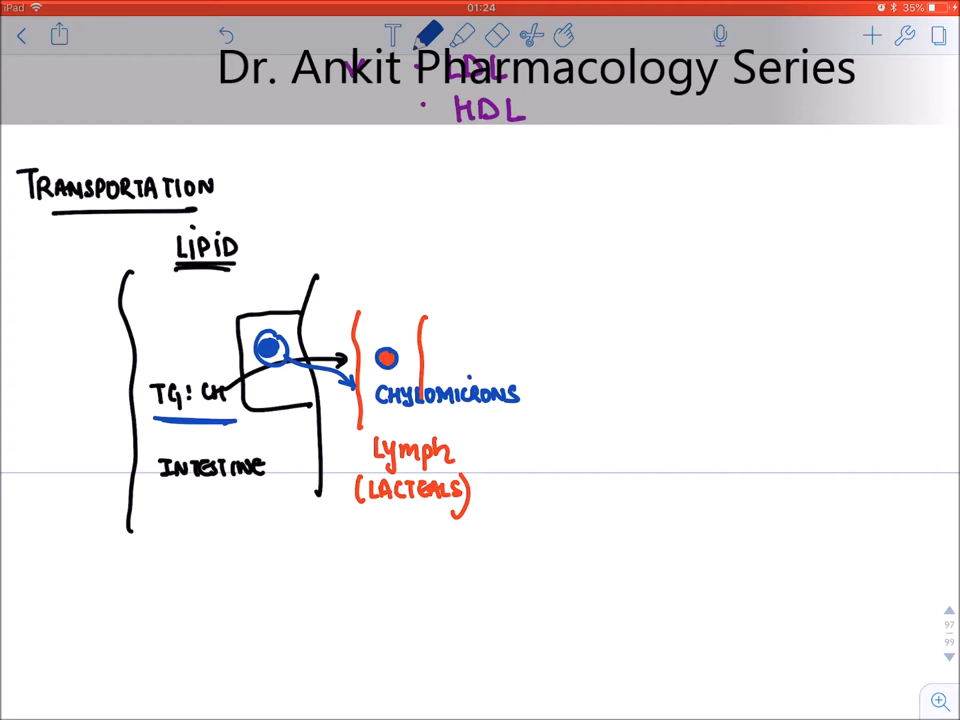 iPad 01:24 35%
T
Dr. Ankit Pharmacology Series
LDL
HDL
TRANSPORTATION
LIPID
TG: CH
CHYLOMICRONS
INTESTINE
Lymph
(LACTEALS)
97
99